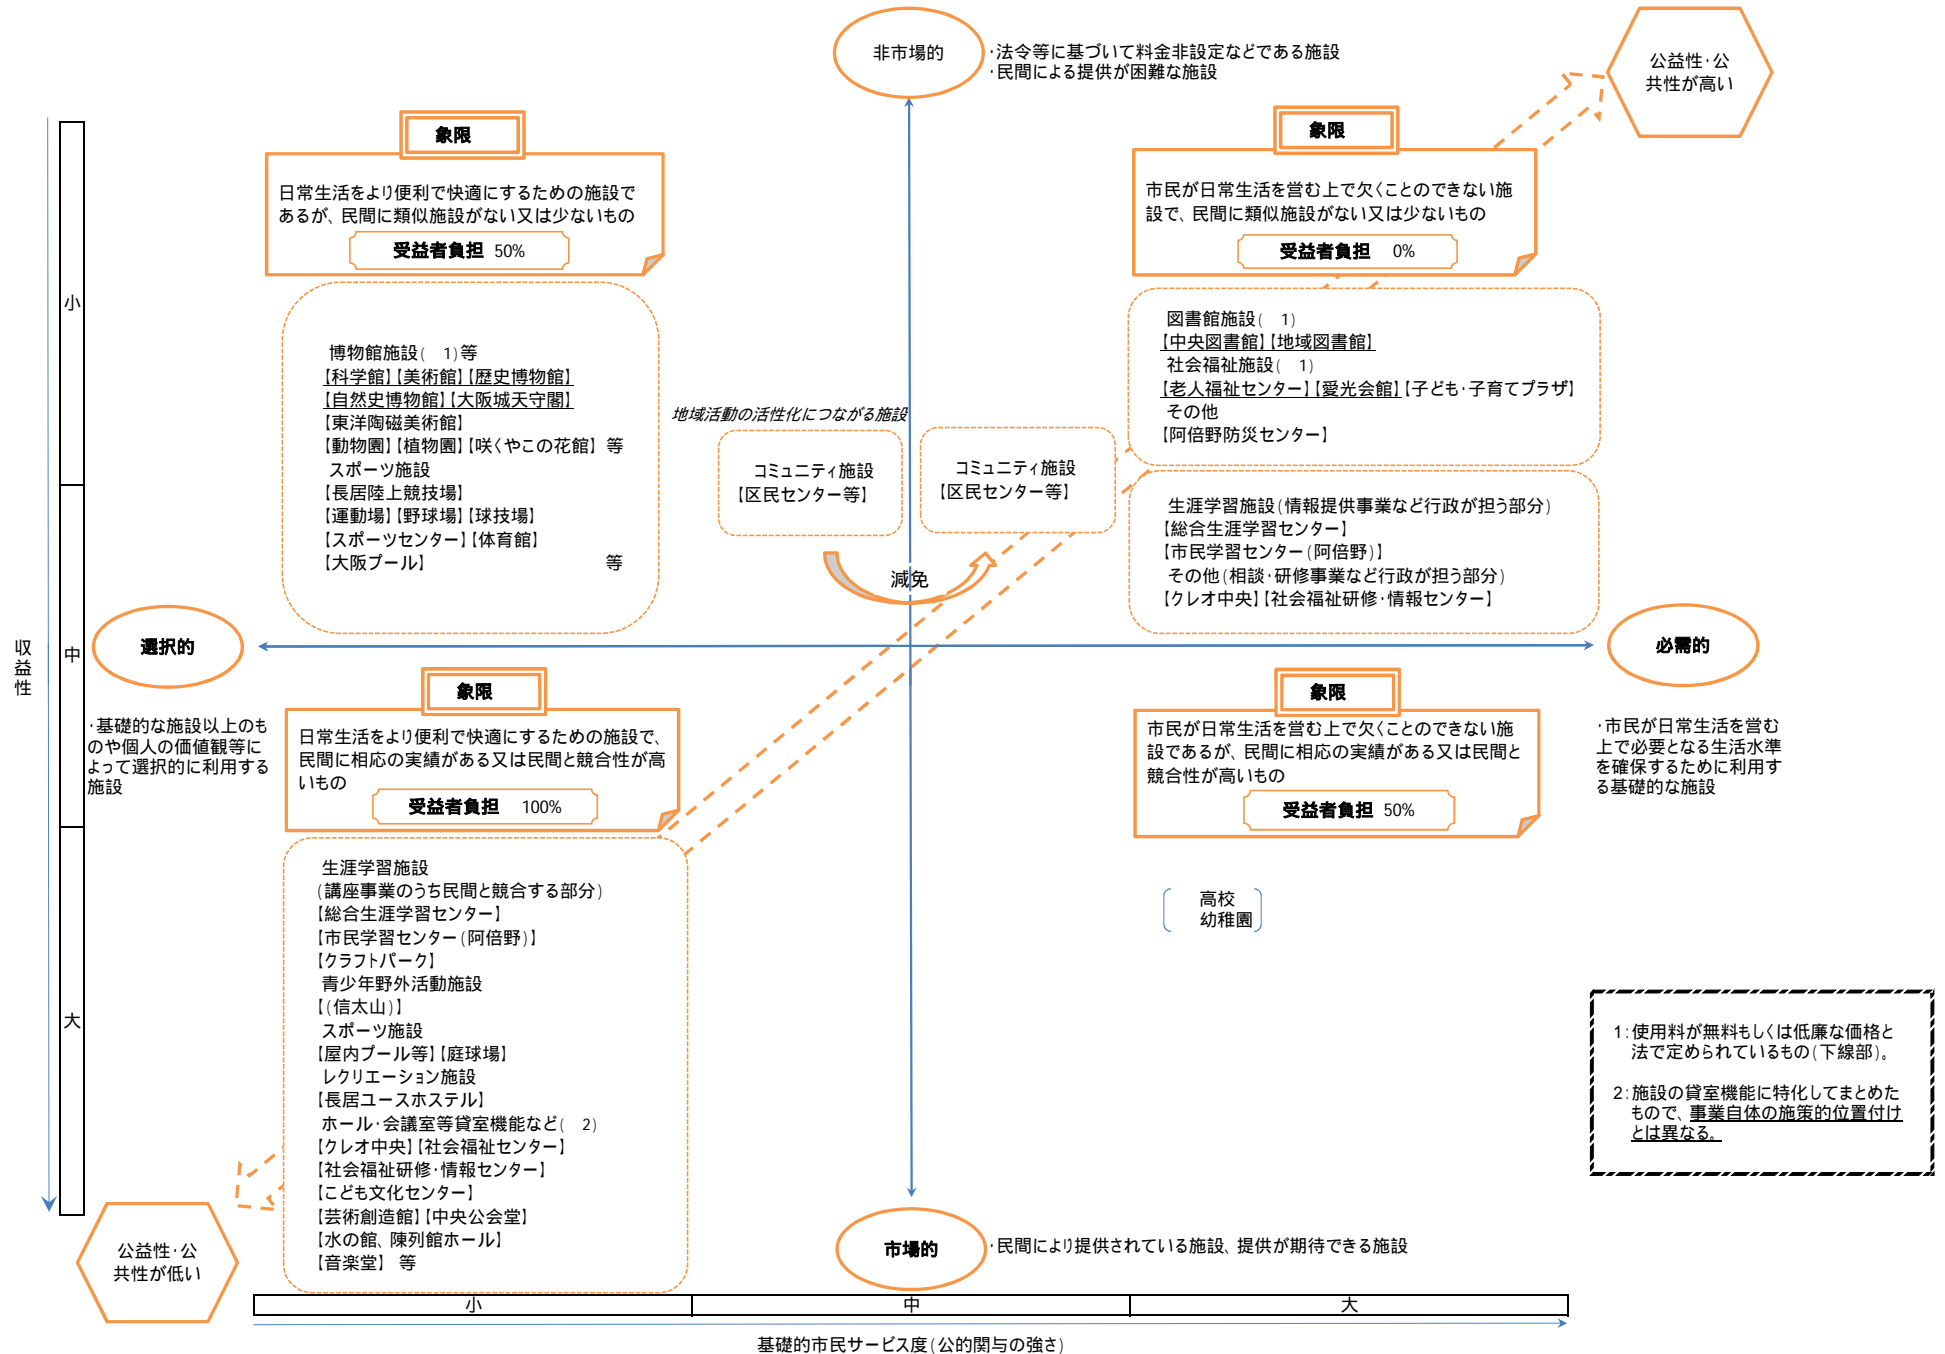 非市場的
・法令等に基づいて料金非設定などである施設
・民間による提供が困難な施設
公益性・公
共性が高い
象限
日常生活をより便利で快適にするための施設で
あるが、民間に類似施設がない又は少ないもの
受益者負担 50%
象限
市民が日常生活を営む上で欠くことのできない施
設で、民間に類似施設がない又は少ないもの
受益者負担 0%
博物館施設( 1)等
【科学館】【美術館】【歴史博物館】
【自然史博物館】【大阪城天守閣】
【東洋陶磁美術館】
【動物園】【植物園】【咲くやこの花館】 等
スポーツ施設
【長居陸上競技場】
【運動場】【野球場】【球技場】
【スポーツセンター】【体育館】
【大阪プール】 等
地域活動の活性化につながる施設
コミュニティ施設
【区民センター等】
コミュニティ施設
【区民センター等】
減免
図書館施設( 1)
【中央図書館】【地域図書館】
社会福祉施設( 1)
【老人福祉センター】【愛光会館】【子ども・子育てプラザ】
その他
【阿倍野防災センター】
生涯学習施設(情報提供事業など行政が担う部分)
【総合生涯学習センター】
【市民学習センター(阿倍野)】
その他(相談・研修事業など行政が担う部分)
【クレオ中央】【社会福祉研修・情報センター】
収益性
小
中
大
選択的
・基礎的な施設以上のも
のや個人の価値観等に
よって選択的に利用する
施設
必需的
・市民が日常生活を営む
上で必要となる生活水準
を確保するために利用す
る基礎的な施設
象限
日常生活をより便利で快適にするための施設で、
民間に相応の実績がある又は民間と競合性が高
いもの
受益者負担 100%
象限
市民が日常生活を営む上で欠くことのできない施
設であるが、民間に相応の実績がある又は民間と
競合性が高いもの
受益者負担 50%
生涯学習施設
(講座事業のうち民間と競合する部分)
【総合生涯学習センター】
【市民学習センター(阿倍野)】
【クラフトパーク】
青少年野外活動施設
【(信太山)】
スポーツ施設
【屋内プール等】【庭球場】
レクリエーション施設
【長居ユースホステル】
ホール・会議室等貸室機能など( 2)
【クレオ中央】【社会福祉センター】
【社会福祉研修・情報センター】
【こども文化センター】
【芸術創造館】【中央公会堂】
【水の館、陳列館ホール】
【音楽堂】 等
高校
幼稚園
1:使用料が無料もしくは低廉な価格と
法で定められているもの(下線部)。
2:施設の貸室機能に特化してまとめた
もので、事業自体の施策的位置付け
とは異なる。
公益性・公
共性が低い
市場的
・民間により提供されている施設、提供が期待できる施設
小
中
大
基礎的市民サービス度(公的関与の強さ)